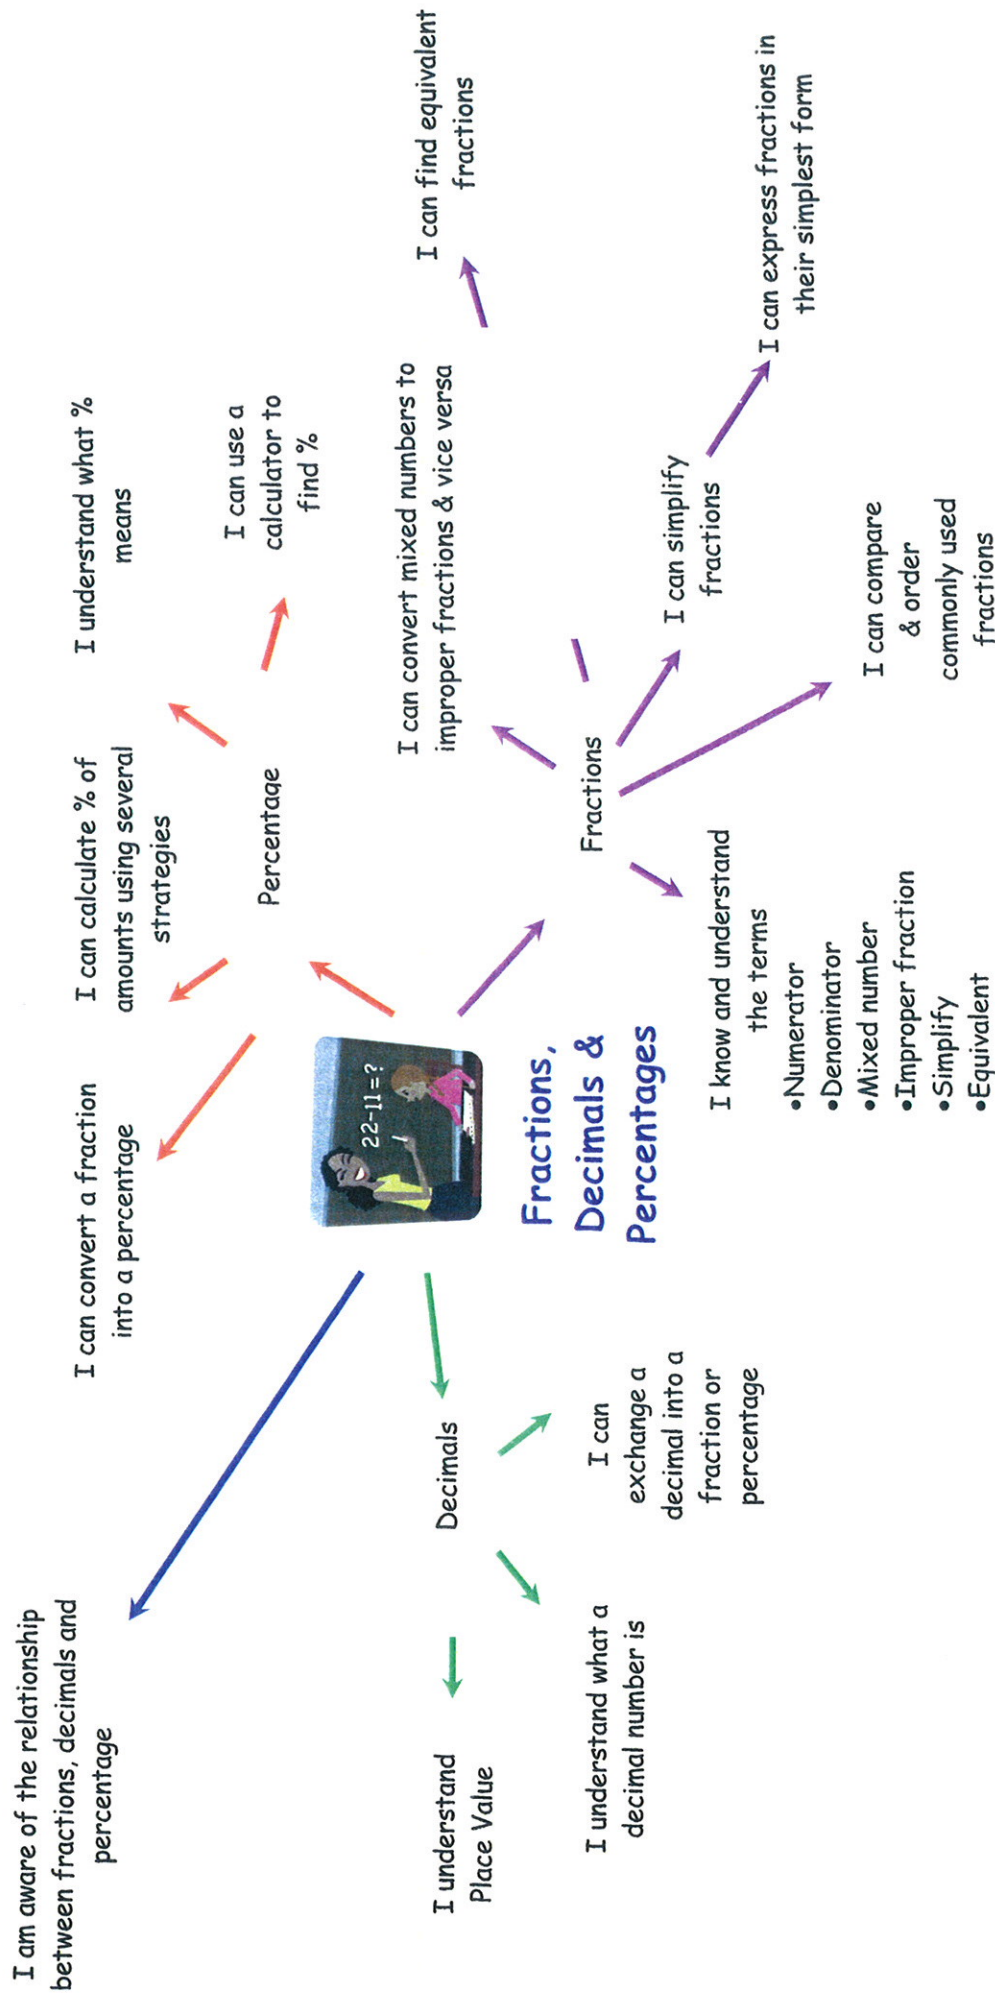 I am aware of the relationship
between fractions, decimals and
percentage
I can convert a fraction
into a percentage
I can calculate % of
amounts using several
strategies
I understand what %
means
Percentage
I can use a
calculator to
find %
22-11=?
Fractions,
Decimals &
Percentages
Decimals
I understand
Place Value
I understand what a
decimal number is
I can
exchange a
decimal into a
fraction or
percentage
Fractions
I can convert mixed numbers to
improper fractions & vice versa
I can find equivalent
fractions
I can simplify
fractions
I can express fractions in
their simplest form
I can compare
& order
commonly used
fractions
I know and understand
the terms
•Numerator
•Denominator
•Mixed number
•Improper fraction
•Simplify
•Equivalent